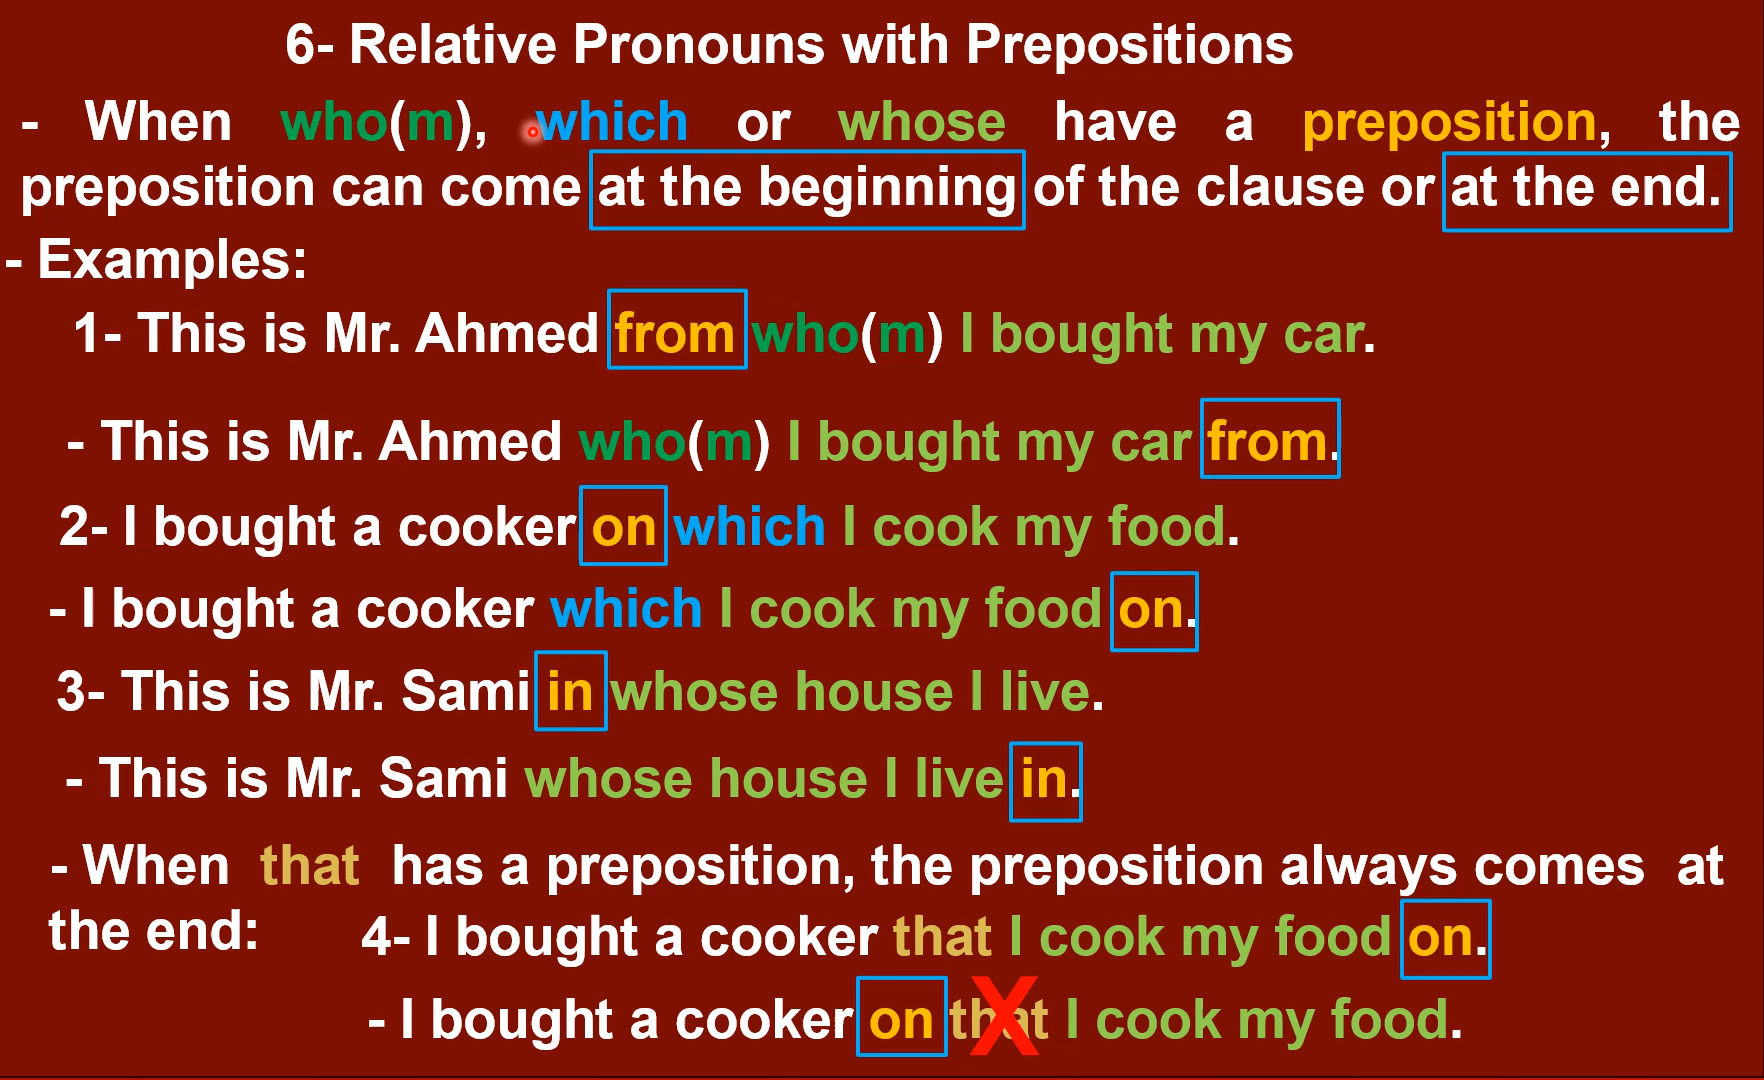 6- Relative Pronouns with Prepositions
- When who(m), which or whose have a preposition, the
preposition can come at the beginning of the clause or at the end.
- Examples:
1- This is Mr. Ahmed from who(m) I bought my car.
- This is Mr. Ahmed who(m) I bought my car from.
2- I bought a cooker on which I cook my food.
- I bought a cooker which I cook my food on.
3- This is Mr. Sami in whose house I live.
- This is Mr. Sami whose house I live in.
- When that has a preposition, the preposition always comes at
the end: 4- I bought a cooker that I cook my food on.
- I bought a cooker on that I cook my food.
X